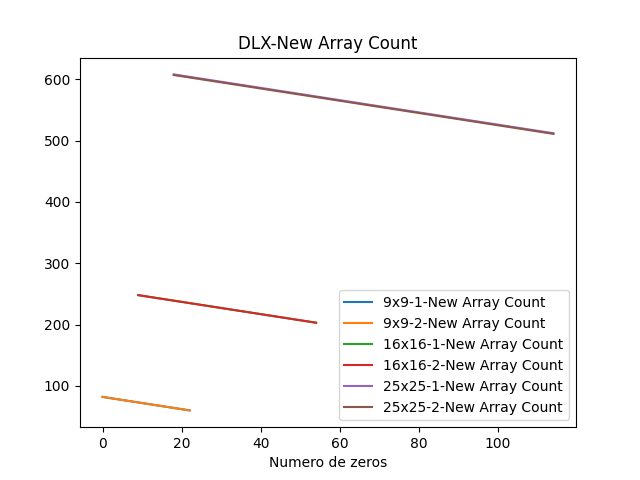 DLX-New Array Count
600
500
400
300
200
100
9x9-1-New Array Count
9x9-2-New Array Count
16x16-1-New Array Count
16x16-2-New Array Count
25x25-1-New Array Count
25x25-2-New Array Count
0 20 40 60 80 100
Numero de zeros